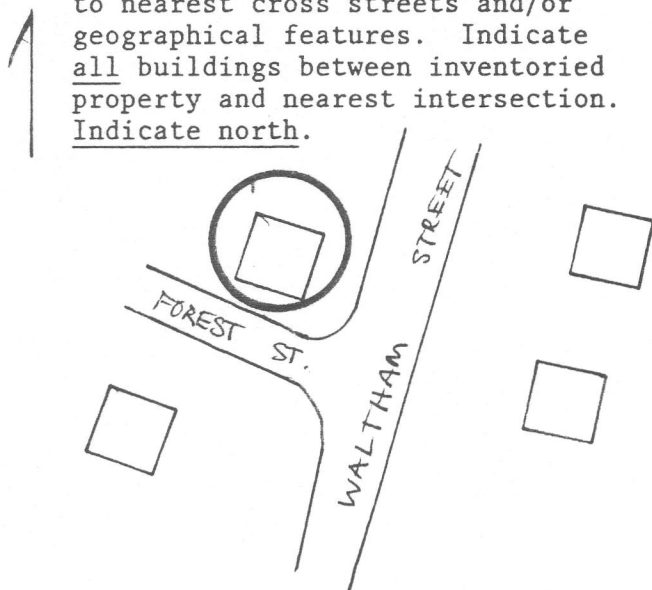 to nearest cross streets and/or
geographical features. Indicate
all buildings between inventoried
property and nearest intersection.
Indicate north.
FOREST ST.
WALTHAM STREET